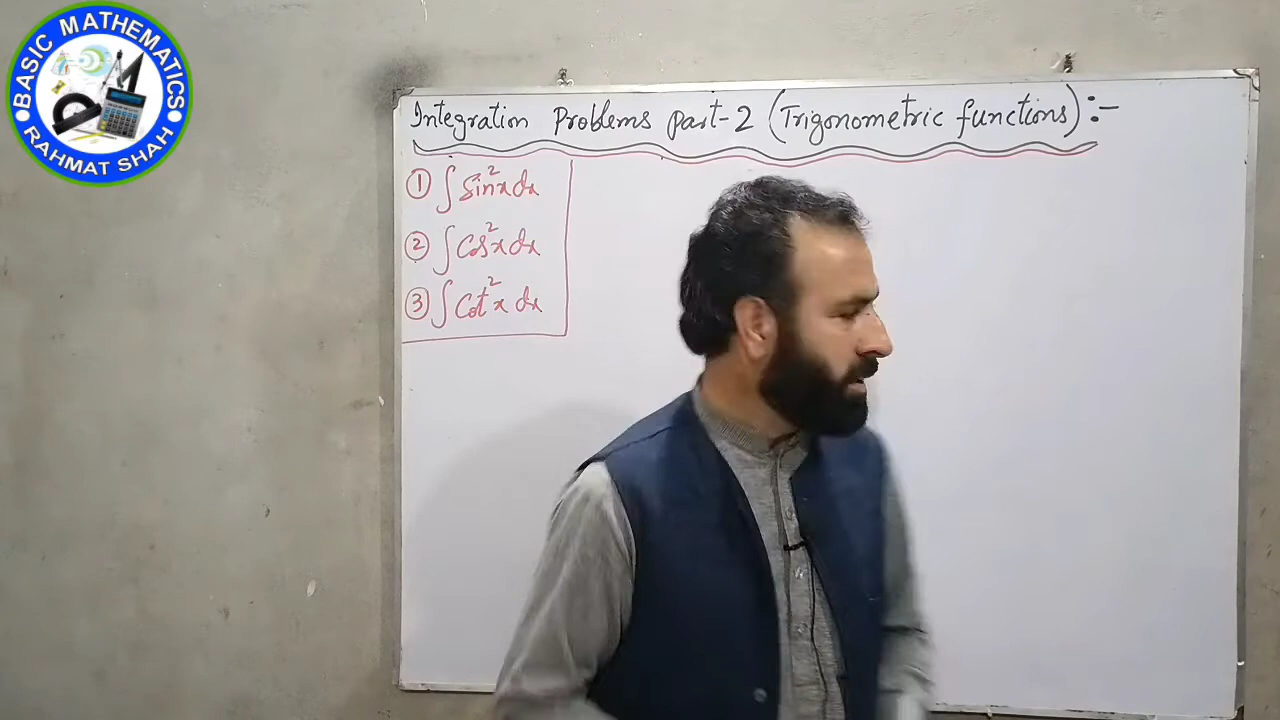 BASIC MATHEMATICS
RAHMAT SHAH
Integration Problems part-2 (Trigonometric functions):-
① ∫ Sin²x dx
② ∫ Cos²x dx
③ ∫ Cot²x dx